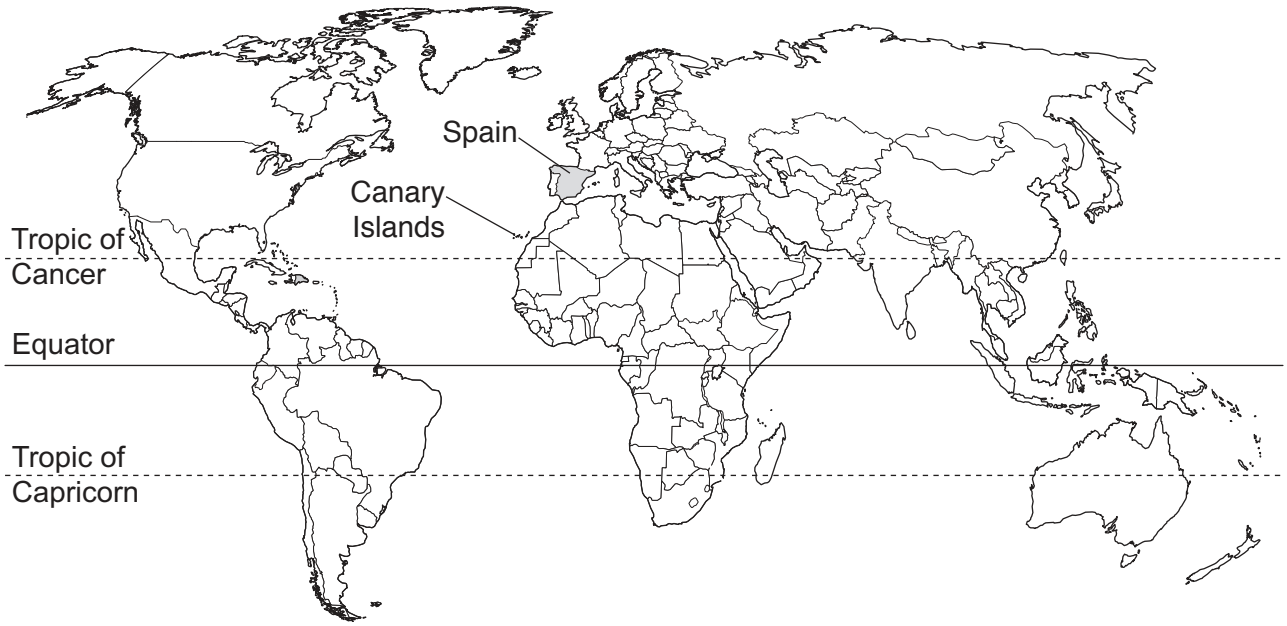 Spain
Canary
Islands
Tropic of
Cancer
Equator
Tropic of
Capricorn